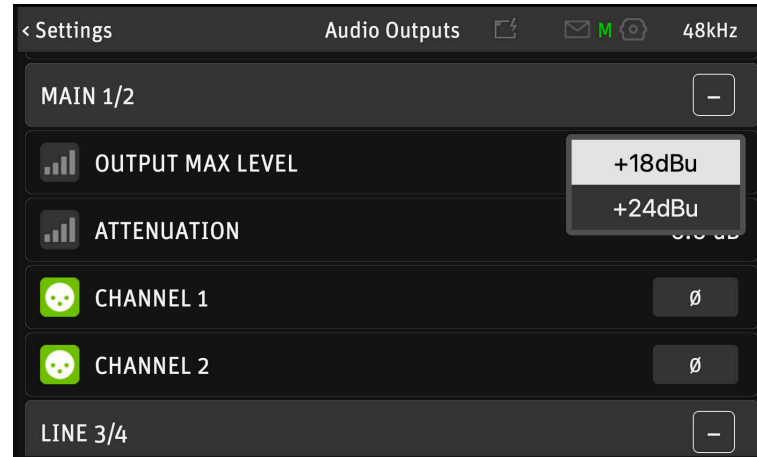 < Settings Audio Outputs M 48kHz
MAIN 1/2 –
OUTPUT MAX LEVEL +18dBu
+24dBu
ATTENUATION
CHANNEL 1 Ø
CHANNEL 2 Ø
LINE 3/4 –